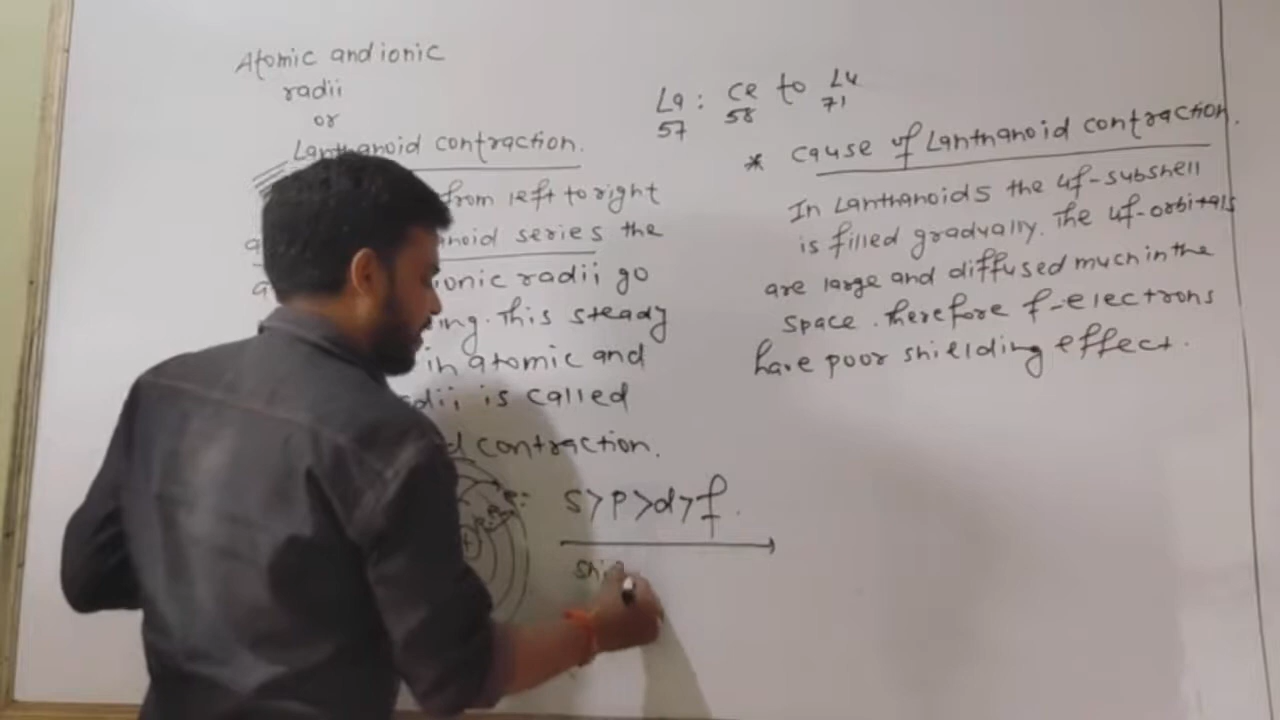 Atomic and ionic
radii
or
Lanthanoid contraction.
from left to right
anoid series the
ionic radii go
ing. This steady
in atomic and
radii is called
d contraction.
S>P>d>f.
shi
La: Ce to Lu
57 58 71
* Cause of Lanthanoid contraction.
In Lanthanoids the 4f-subshell
is filled gradually. The 4f-orbitals
are large and diffused much in the
space. Therefore f-electrons
have poor shielding effect.